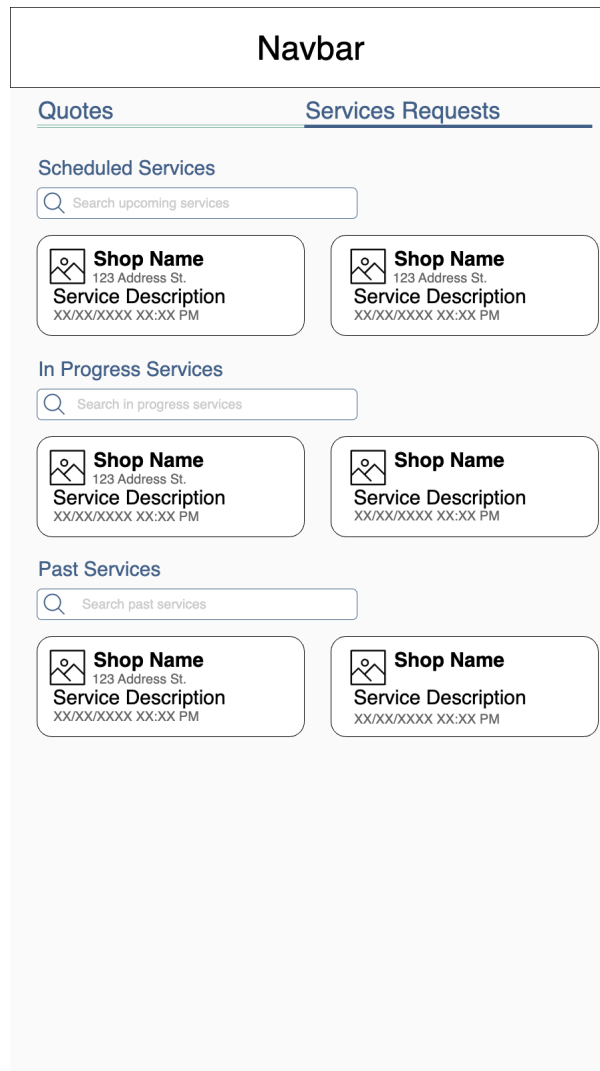 Navbar
Quotes
Services Requests
Scheduled Services
Search upcoming services
Shop Name
123 Address St.
Service Description
XX/XX/XXXX XX:XX PM
Shop Name
123 Address St.
Service Description
XX/XX/XXXX XX:XX PM
In Progress Services
Search in progress services
Shop Name
123 Address St.
Service Description
XX/XX/XXXX XX:XX PM
Shop Name
Service Description
XX/XX/XXXX XX:XX PM
Past Services
Search past services
Shop Name
123 Address St.
Service Description
XX/XX/XXXX XX:XX PM
Shop Name
Service Description
XX/XX/XXXX XX:XX PM